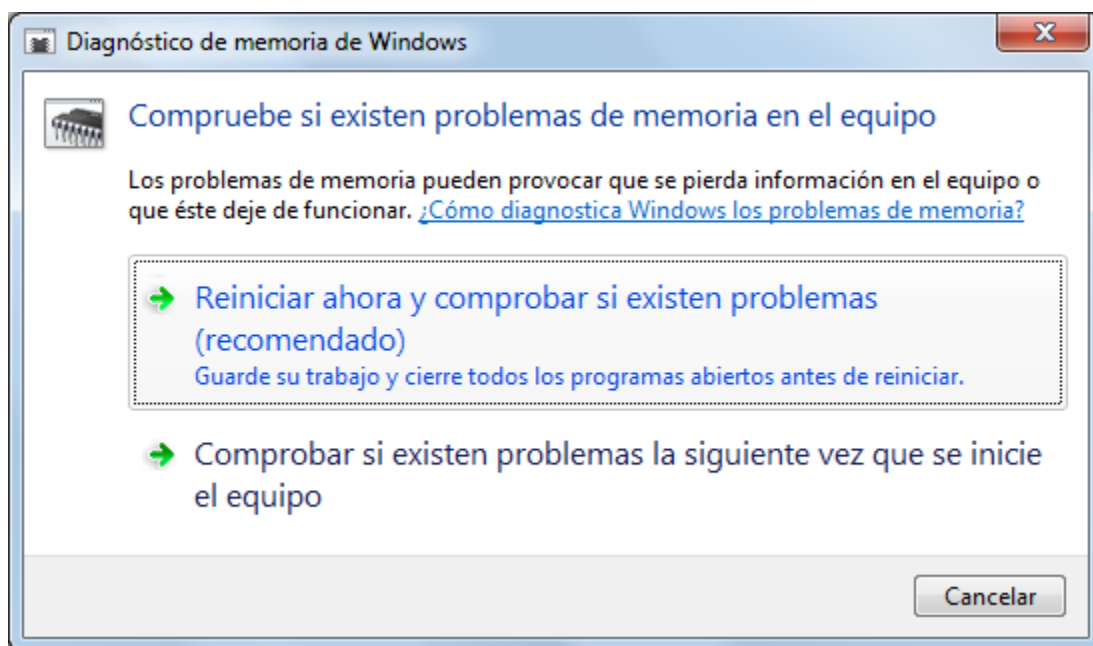 Diagnóstico de memoria de Windows
Compruebe si existen problemas de memoria en el equipo
Los problemas de memoria pueden provocar que se pierda información en el equipo o
que éste deje de funcionar. ¿Cómo diagnostica Windows los problemas de memoria?
Reiniciar ahora y comprobar si existen problemas
(recomendado)
Guarde su trabajo y cierre todos los programas abiertos antes de reiniciar.
Comprobar si existen problemas la siguiente vez que se inicie
el equipo
Cancelar